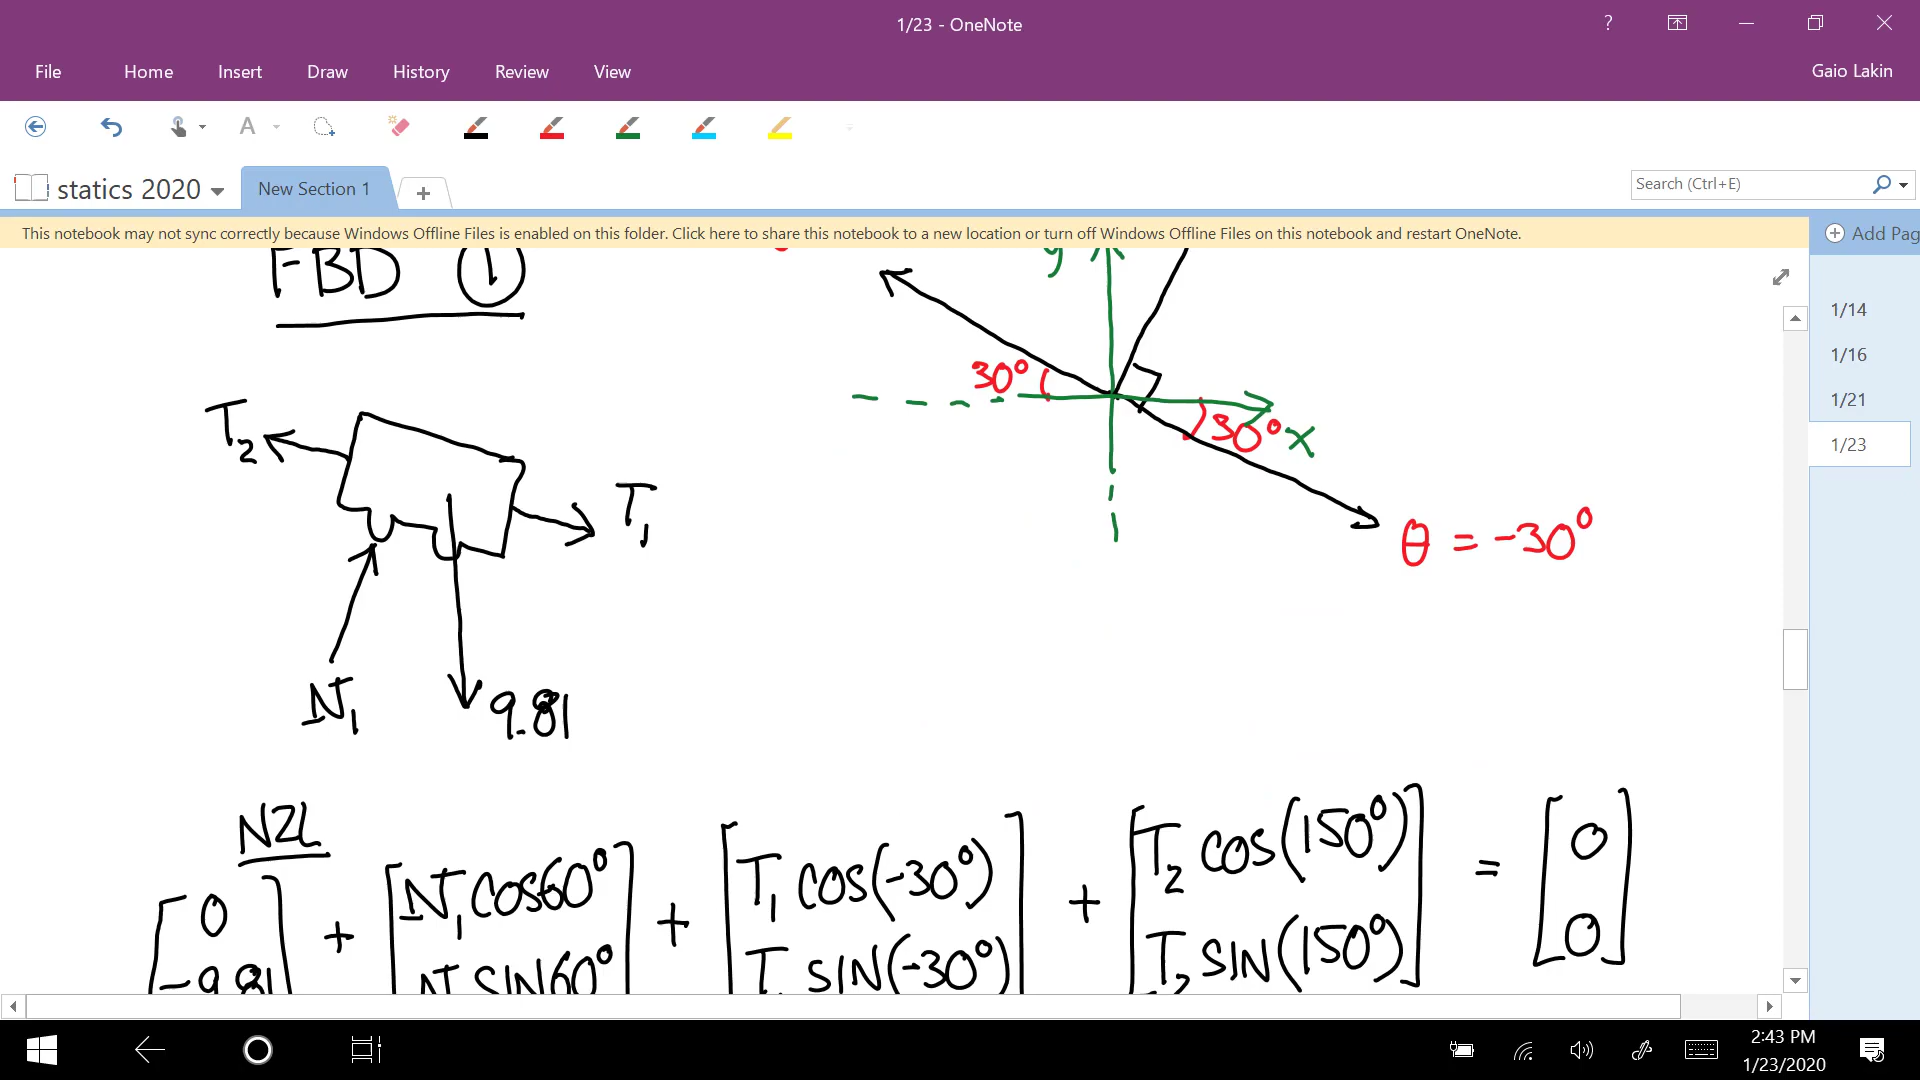 1/23 - OneNote
?
File Home Insert Draw History Review View
Gaio Lakin
A
statics 2020
New Section 1
+
Search (Ctrl+E)
This notebook may not sync correctly because Windows Offline Files is enabled on this folder. Click here to share this notebook to a new location or turn off Windows Offline Files on this notebook and restart OneNote.
Add Pag
1/14
1/16
1/21
1/23
FBD ①
y
30°
30° x
θ = -30°
T₂
T₁
N₁
9.81
N2L
[0 -9.81] + [N₁cos60° N₁SIN60°] + [T₁ cos(-30°) T₁ SIN(-30°)] + [T₂ cos(150°) T₂ SIN(150°)] = [0 0]
2:43 PM
1/23/2020